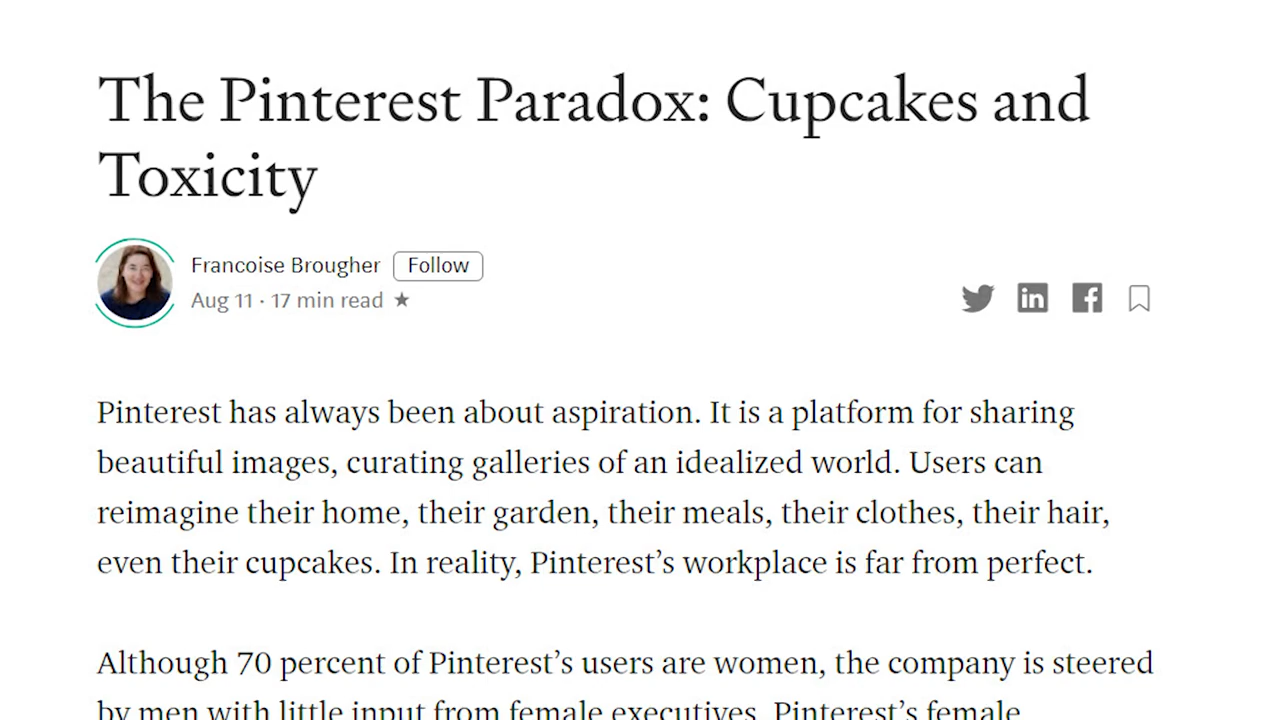 The Pinterest Paradox: Cupcakes and
Toxicity
Francoise Brougher Follow
Aug 11 · 17 min read ★
Pinterest has always been about aspiration. It is a platform for sharing
beautiful images, curating galleries of an idealized world. Users can
reimagine their home, their garden, their meals, their clothes, their hair,
even their cupcakes. In reality, Pinterest’s workplace is far from perfect.
Although 70 percent of Pinterest’s users are women, the company is steered
by men with little input from female executives. Pinterest’s female